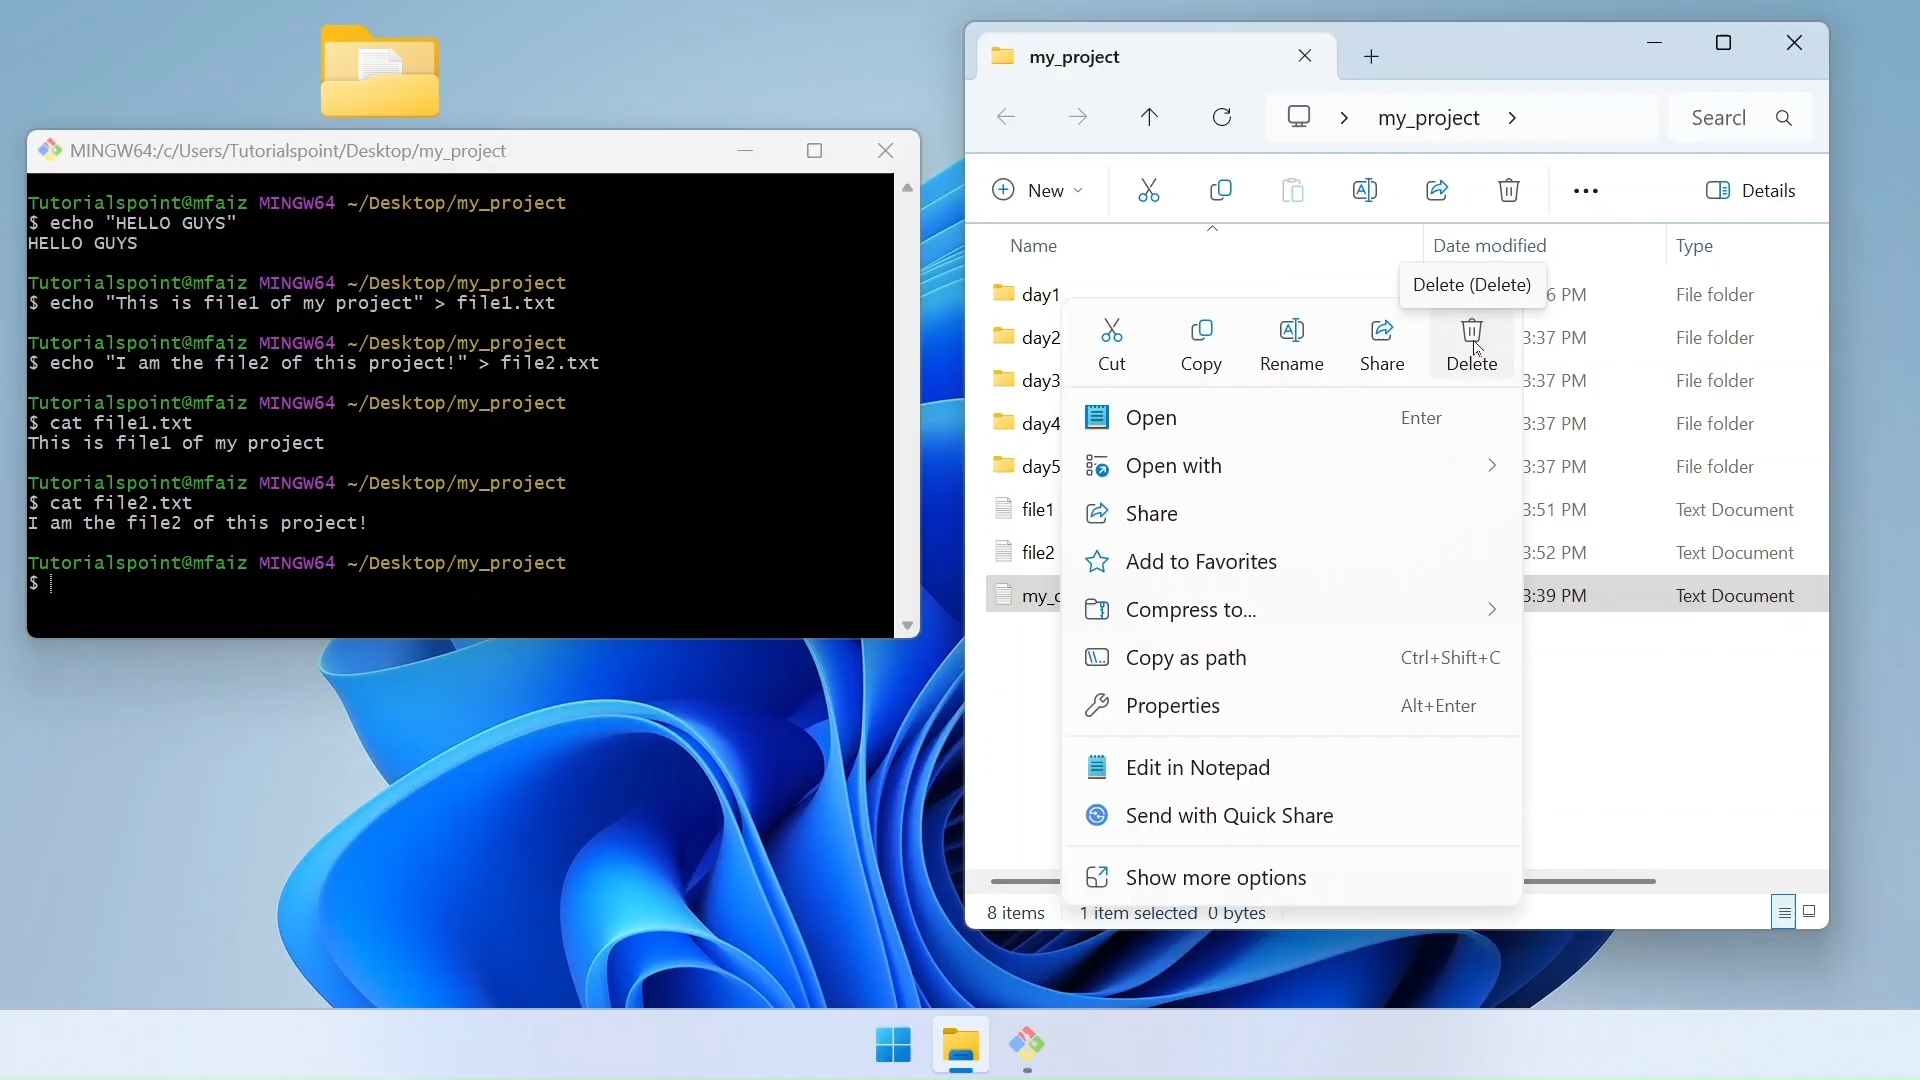 MINGW64:/c/Users/Tutorialspoint/Desktop/my_project
Tutorialspoint@mfaiz MINGW64 ~/Desktop/my_project
$ echo "HELLO GUYS"
HELLO GUYS
Tutorialspoint@mfaiz MINGW64 ~/Desktop/my_project
$ echo "This is file1 of my project" > file1.txt
Tutorialspoint@mfaiz MINGW64 ~/Desktop/my_project
$ echo "I am the file2 of this project!" > file2.txt
Tutorialspoint@mfaiz MINGW64 ~/Desktop/my_project
$ cat file1.txt
This is file1 of my project
Tutorialspoint@mfaiz MINGW64 ~/Desktop/my_project
$ cat file2.txt
I am the file2 of this project!
Tutorialspoint@mfaiz MINGW64 ~/Desktop/my_project
$
my_project
my_project
Searcl
New
Details
Name Date modified Type
Delete (Delete)
day1 6 PM File folder
day2 3:37 PM File folder
day3 3:37 PM File folder
day4 3:37 PM File folder
day5 3:37 PM File folder
file1 3:51 PM Text Document
file2 3:52 PM Text Document
my_ 3:39 PM Text Document
Cut Copy Rename Share Delete
Open Enter
Open with
Share
Add to Favorites
Compress to...
Copy as path Ctrl+Shift+C
Properties Alt+Enter
Edit in Notepad
Send with Quick Share
Show more options
8 items 1 item selected 0 bytes